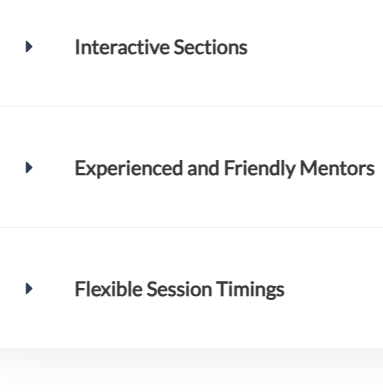 Interactive Sections
Experienced and Friendly Mentors
Flexible Session Timings